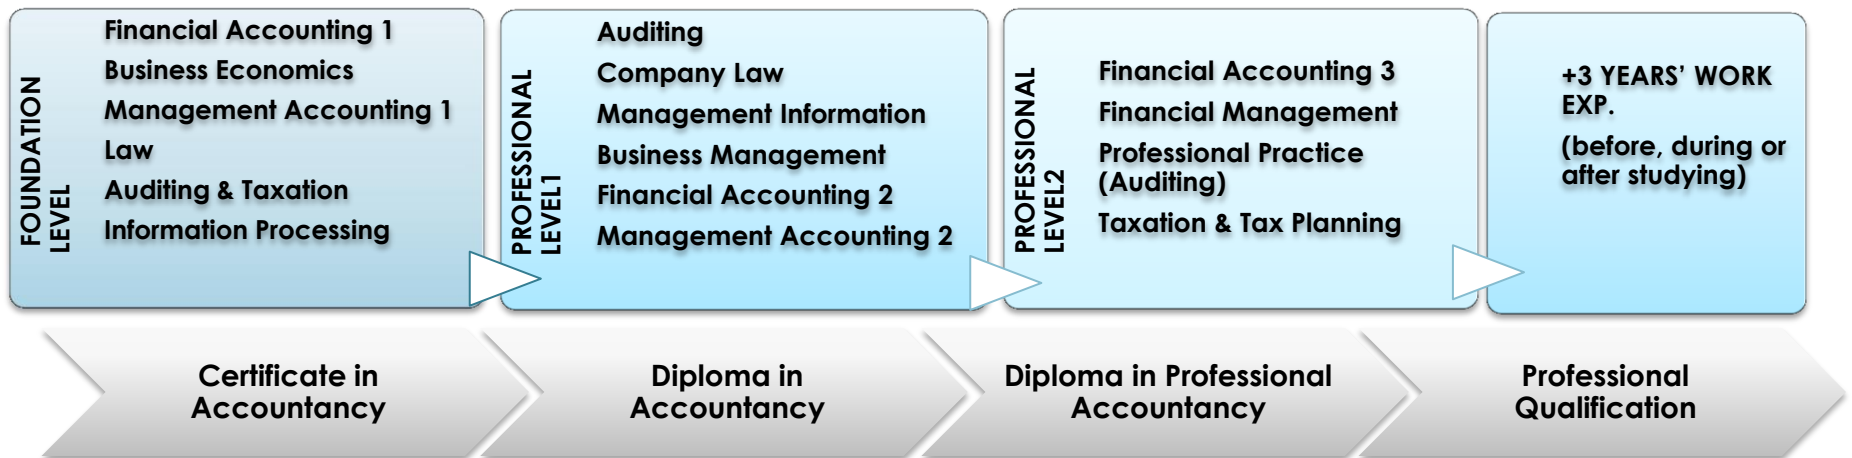 FOUNDATION
LEVEL
Financial Accounting 1
Business Economics
Management Accounting 1
Law
Auditing & Taxation
Information Processing
PROFESSIONAL
LEVEL1
Auditing
Company Law
Management Information
Business Management
Financial Accounting 2
Management Accounting 2
PROFESSIONAL
LEVEL2
Financial Accounting 3
Financial Management
Professional Practice
(Auditing)
Taxation & Tax Planning
+3 YEARS’ WORK
EXP.
(before, during or
after studying)
Certificate in
Accountancy
Diploma in
Accountancy
Diploma in Professional
Accountancy
Professional
Qualification